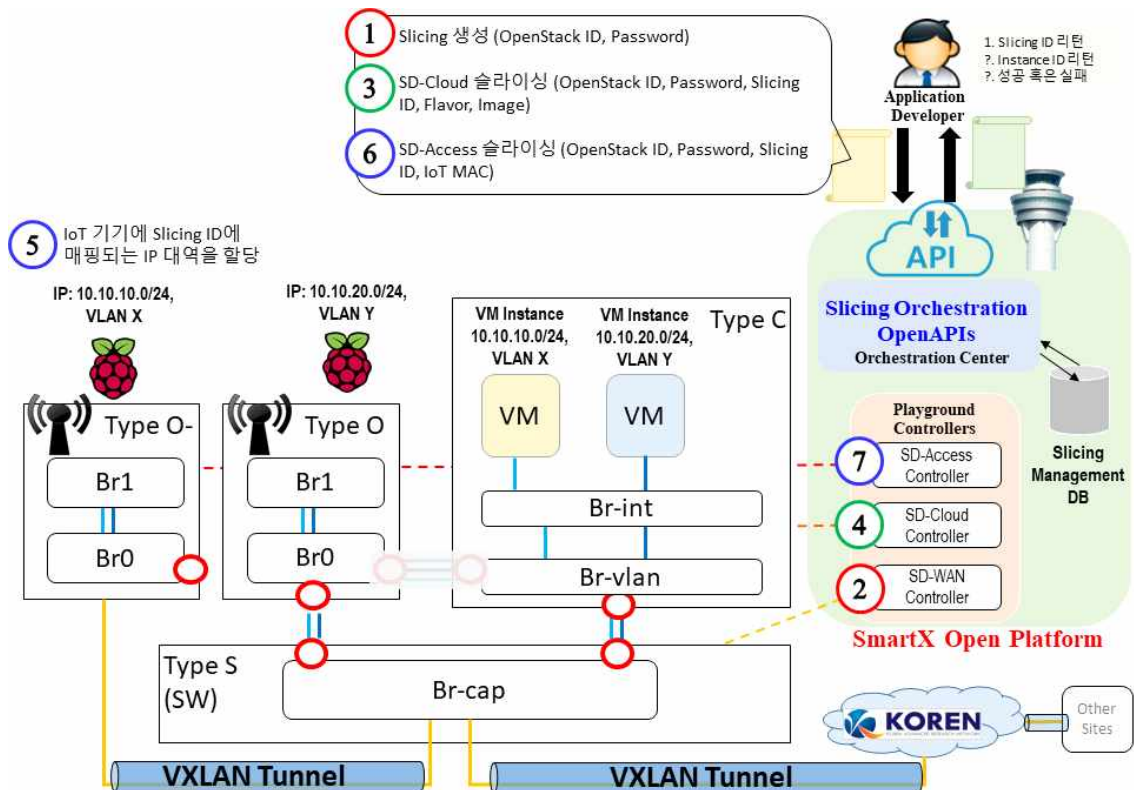 1 Slicing 생성 (OpenStack ID, Password)
3 SD-Cloud 슬라이싱 (OpenStack ID, Password, Slicing
ID, Flavor, Image)
6 SD-Access 슬라이싱 (OpenStack ID, Password, Slicing
ID, IoT MAC)
1. Slicing ID 리턴
?. Instance ID 리턴
?. 성공 혹은 실패
Application
Developer
API
Slicing Orchestration
OpenAPIs
Orchestration Center
Playground
Controllers
7 SD-Access
Controller
4 SD-Cloud
Controller
2 SD-WAN
Controller
Slicing
Management
DB
SmartX Open Platform
5 IoT 기기에 Slicing ID에
매핑되는 IP 대역을 할당
IP: 10.10.10.0/24,
VLAN X
IP: 10.10.20.0/24,
VLAN Y
Type O-
Br1
Br0
Type O
Br1
Br0
Type C
VM Instance
10.10.10.0/24,
VLAN X
VM Instance
10.10.20.0/24,
VLAN Y
VM
VM
Br-int
Br-vlan
Type S
(SW)
Br-cap
VXLAN Tunnel
VXLAN Tunnel
KOREN
Other
Sites